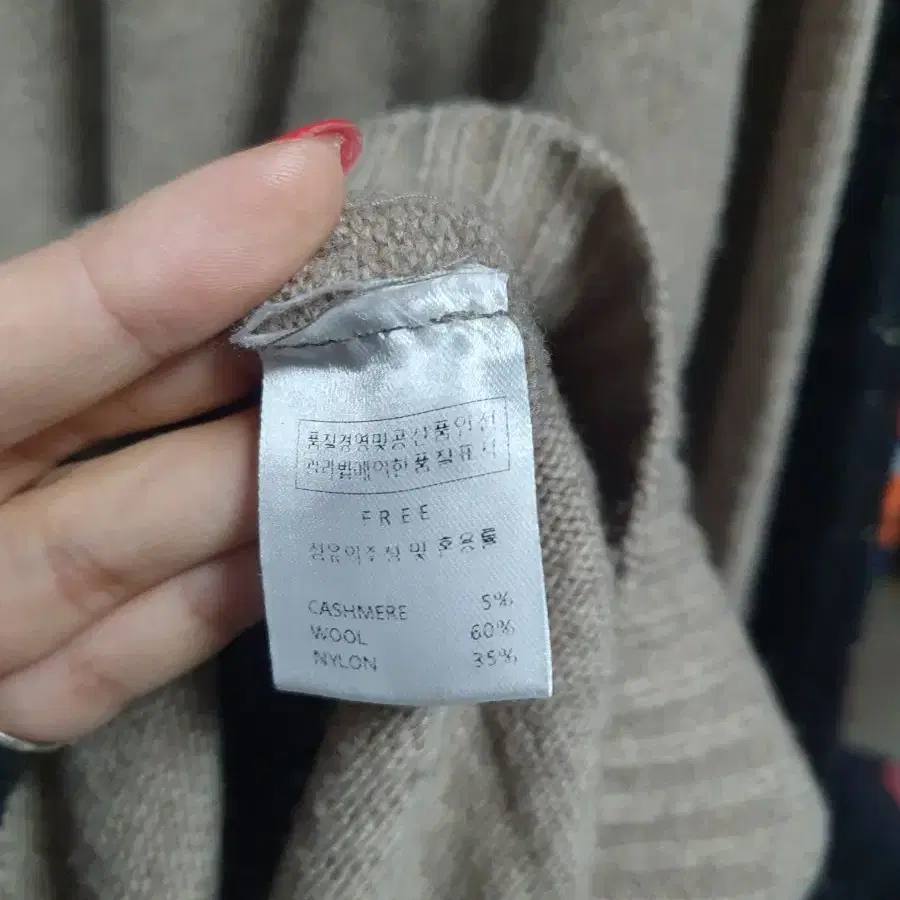 품질경영및공산품안전
관리법에의한품질표시
FREE
섬유의조성 및 혼용률
CASHMERE 5%
WOOL 60%
NYLON 35%